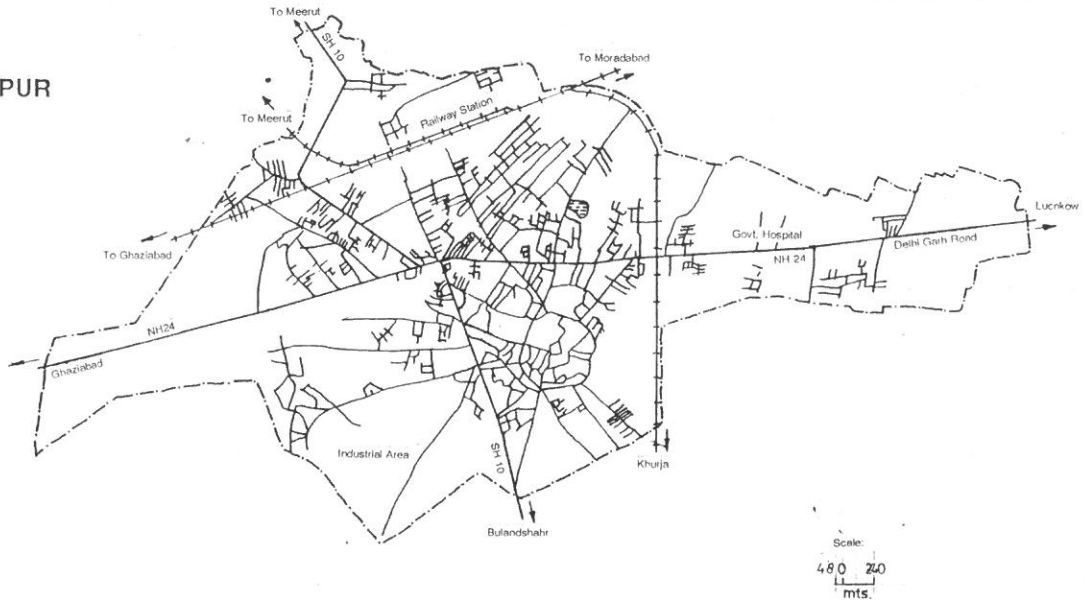 To Meerut
SH 10
PUR
To Moradabad
To Meerut
Railway Station
Lucnkow
Govt. Hospital
Delhi Garh Road
To Ghaziabad
NH 24
NH24
Ghaziabad
Industrial Area
SH 10
Khurja
Bulandshahr
Scale:
480 240
mts.